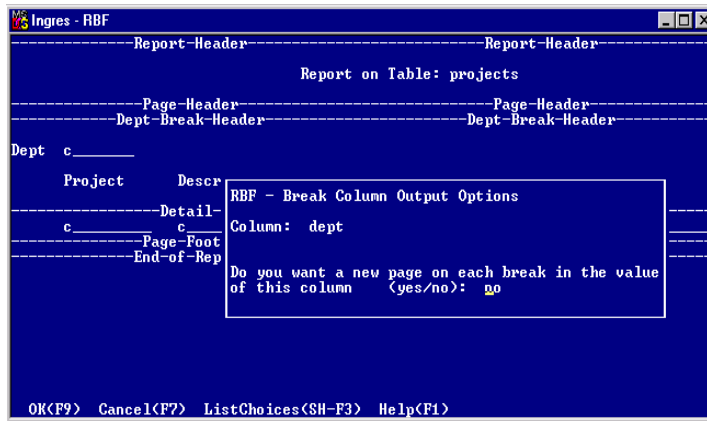 Ingres - RBF
--------------Report-Header---------------------------Report-Header---------
Report on Table: projects
---------------Page-Header-----------------------------Page-Header----------
------------Dept-Break-Header-----------------------Dept-Break-Header-------
Dept c_______
Project Descr
RBF - Break Column Output Options
-----------------Detail-
c_________ c____
Column: dept
---------------Page-Foot
--------------End-of-Rep
Do you want a new page on each break in the value
of this column (yes/no): no
OK(F9) Cancel(F7) ListChoices(SH-F3) Help(F1)